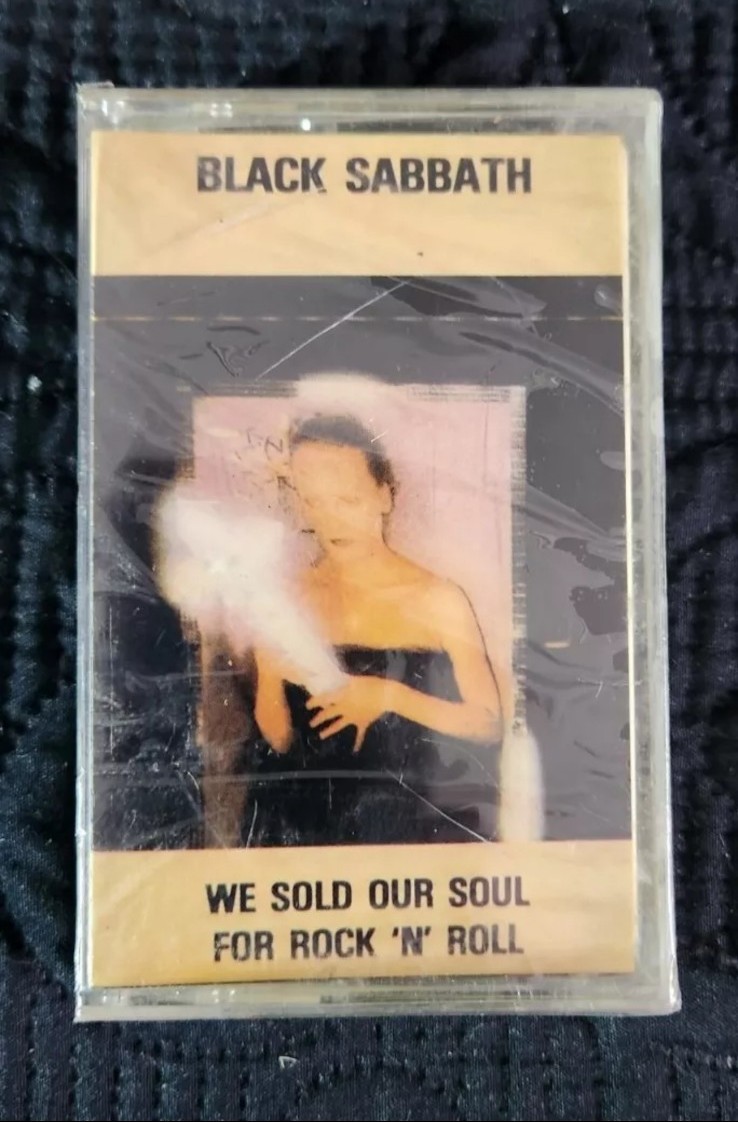 BLACK SABBATH
WE SOLD OUR SOUL
FOR ROCK 'N' ROLL